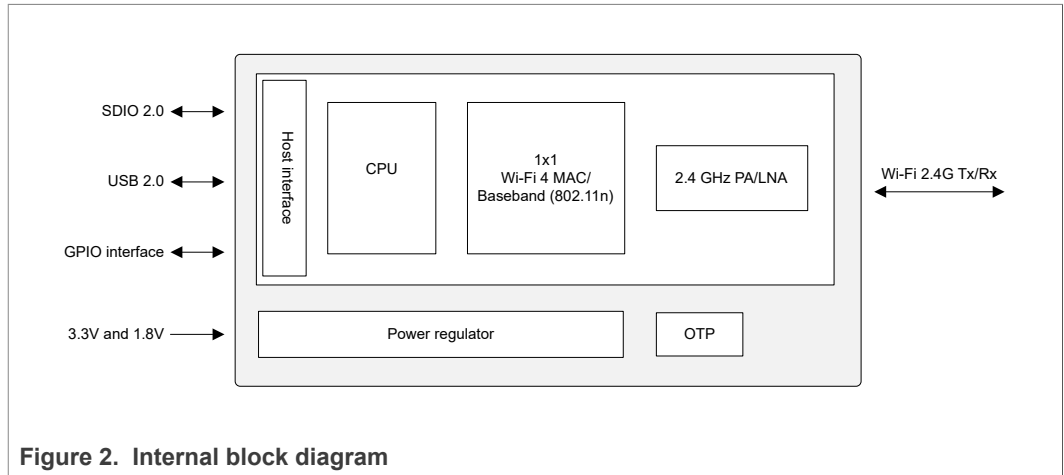 SDIO 2.0
USB 2.0
GPIO interface
3.3V and 1.8V
Host interface
CPU
1x1
Wi-Fi 4 MAC/
Baseband (802.11n)
2.4 GHz PA/LNA
Wi-Fi 2.4G Tx/Rx
Power regulator
OTP
Figure 2. Internal block diagram